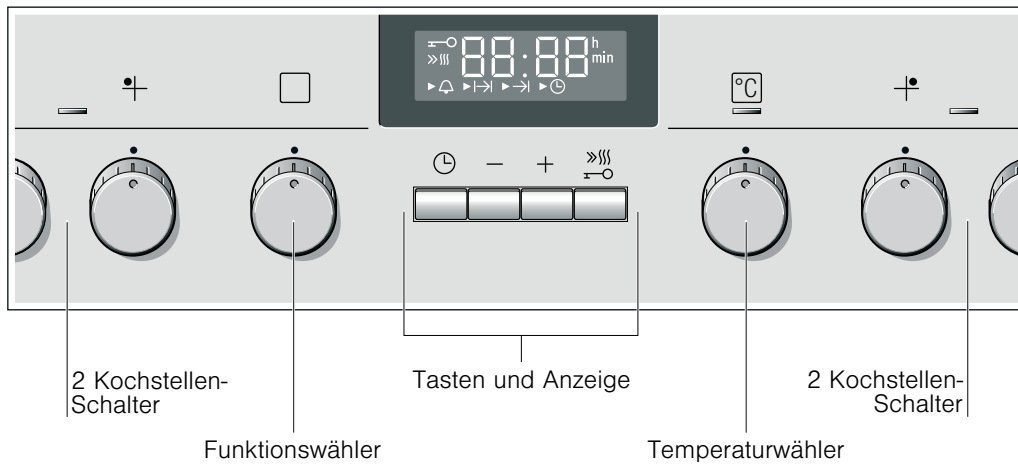 88:88 h
min
°C
− +
2 Kochstellen-
Schalter
Tasten und Anzeige
2 Kochstellen-
Schalter
Funktionswähler
Temperaturwähler